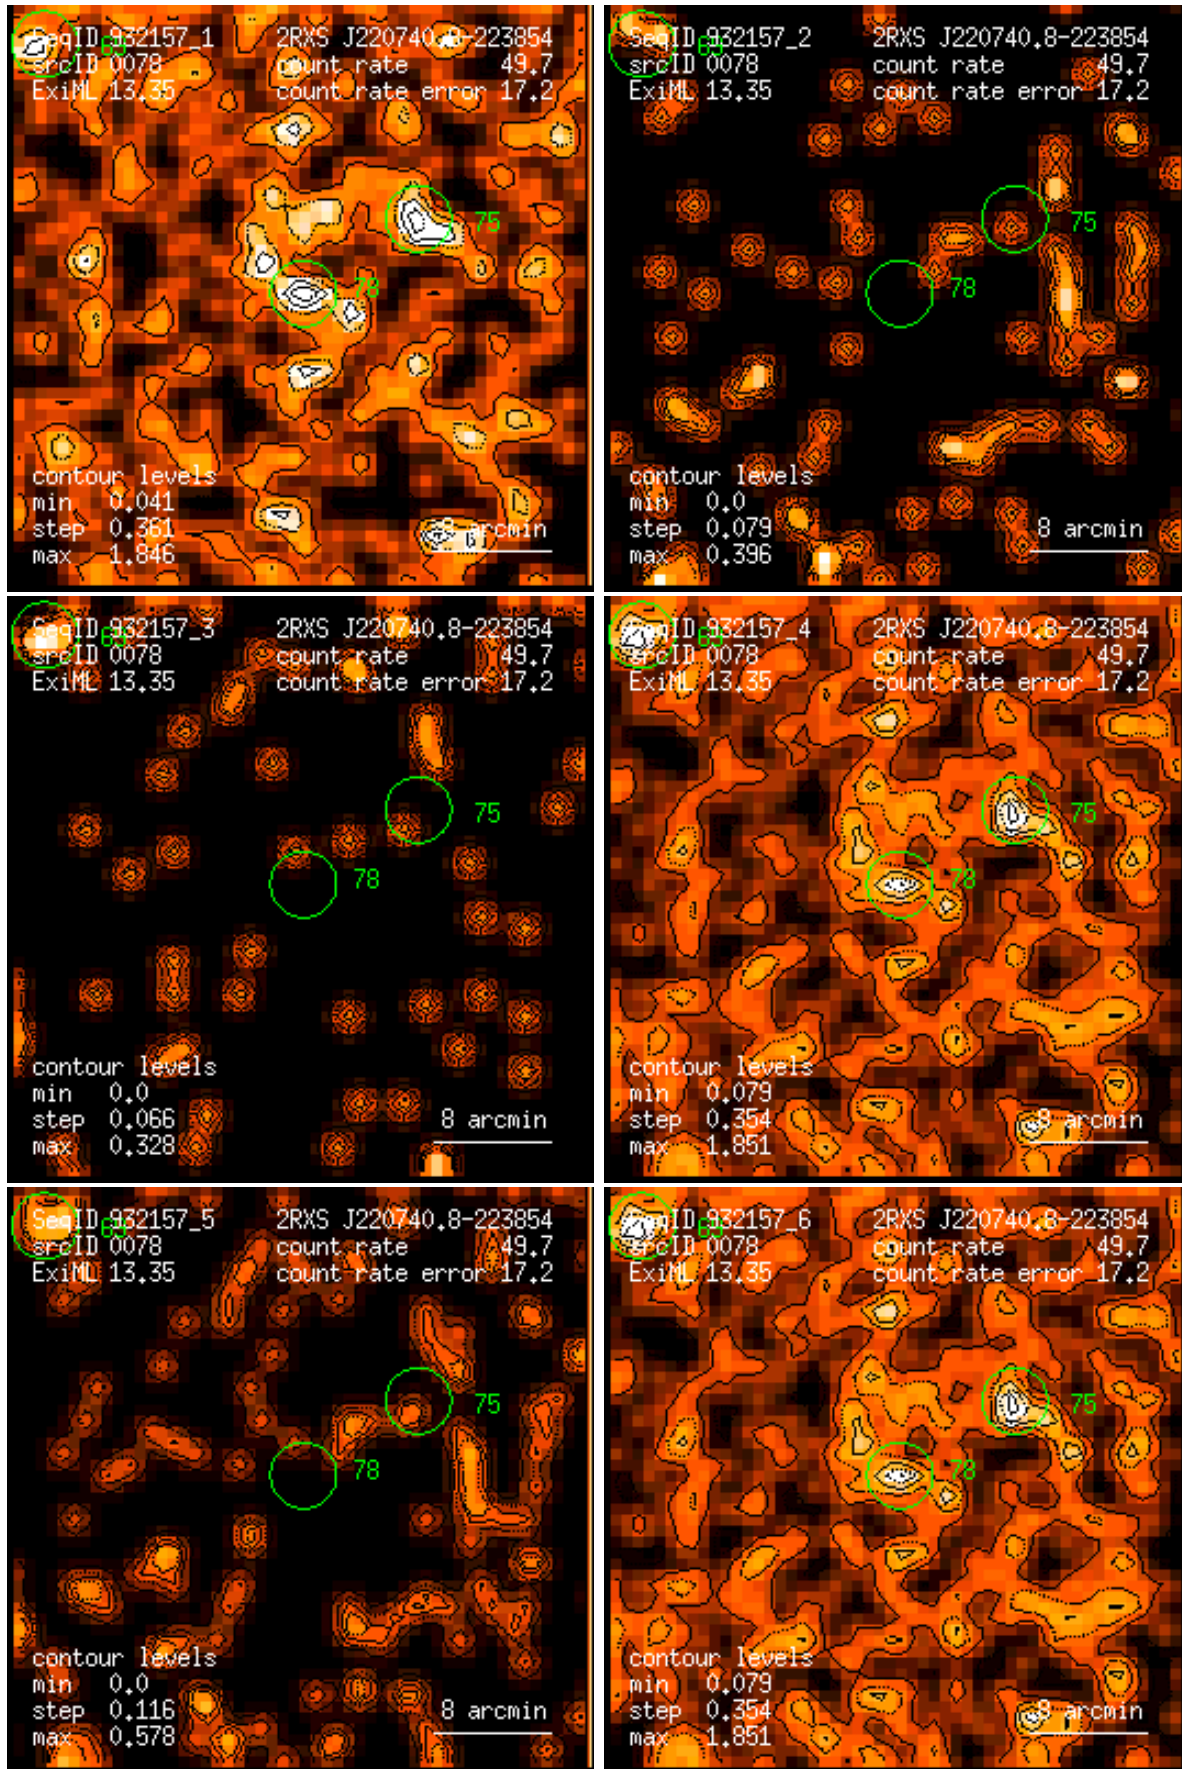 SeqID 932157_1 2RXS J220740.8-223854
srcID 0078 count rate 49.7
ExiML 13.35 count rate error 17.2
75
78
contour levels
min 0.041
step 0.361
max 1.846
8 arcmin
SeqID 932157_2 2RXS J220740.8-223854
srcID 0078 count rate 49.7
ExiML 13.35 count rate error 17.2
75
78
contour levels
min 0.0
step 0.079
max 0.396
8 arcmin
SeqID 932157_3 2RXS J220740.8-223854
srcID 0078 count rate 49.7
ExiML 13.35 count rate error 17.2
75
78
contour levels
min 0.0
step 0.066
max 0.328
8 arcmin
SeqID 932157_4 2RXS J220740.8-223854
srcID 0078 count rate 49.7
ExiML 13.35 count rate error 17.2
75
78
contour levels
min 0.079
step 0.354
max 1.851
8 arcmin
SeqID 932157_5 2RXS J220740.8-223854
srcID 0078 count rate 49.7
ExiML 13.35 count rate error 17.2
75
78
contour levels
min 0.0
step 0.116
max 0.578
8 arcmin
SeqID 932157_6 2RXS J220740.8-223854
srcID 0078 count rate 49.7
ExiML 13.35 count rate error 17.2
75
78
contour levels
min 0.079
step 0.354
max 1.851
8 arcmin